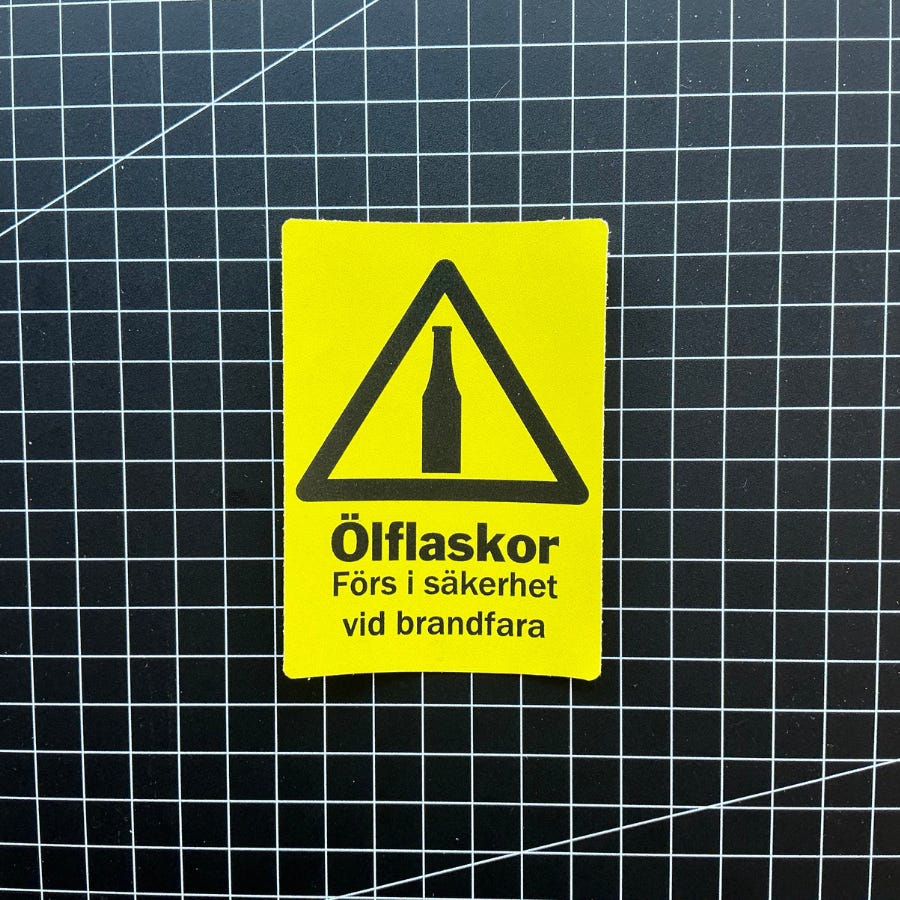 Ölflaskor
Förs i säkerhet
vid brandfara